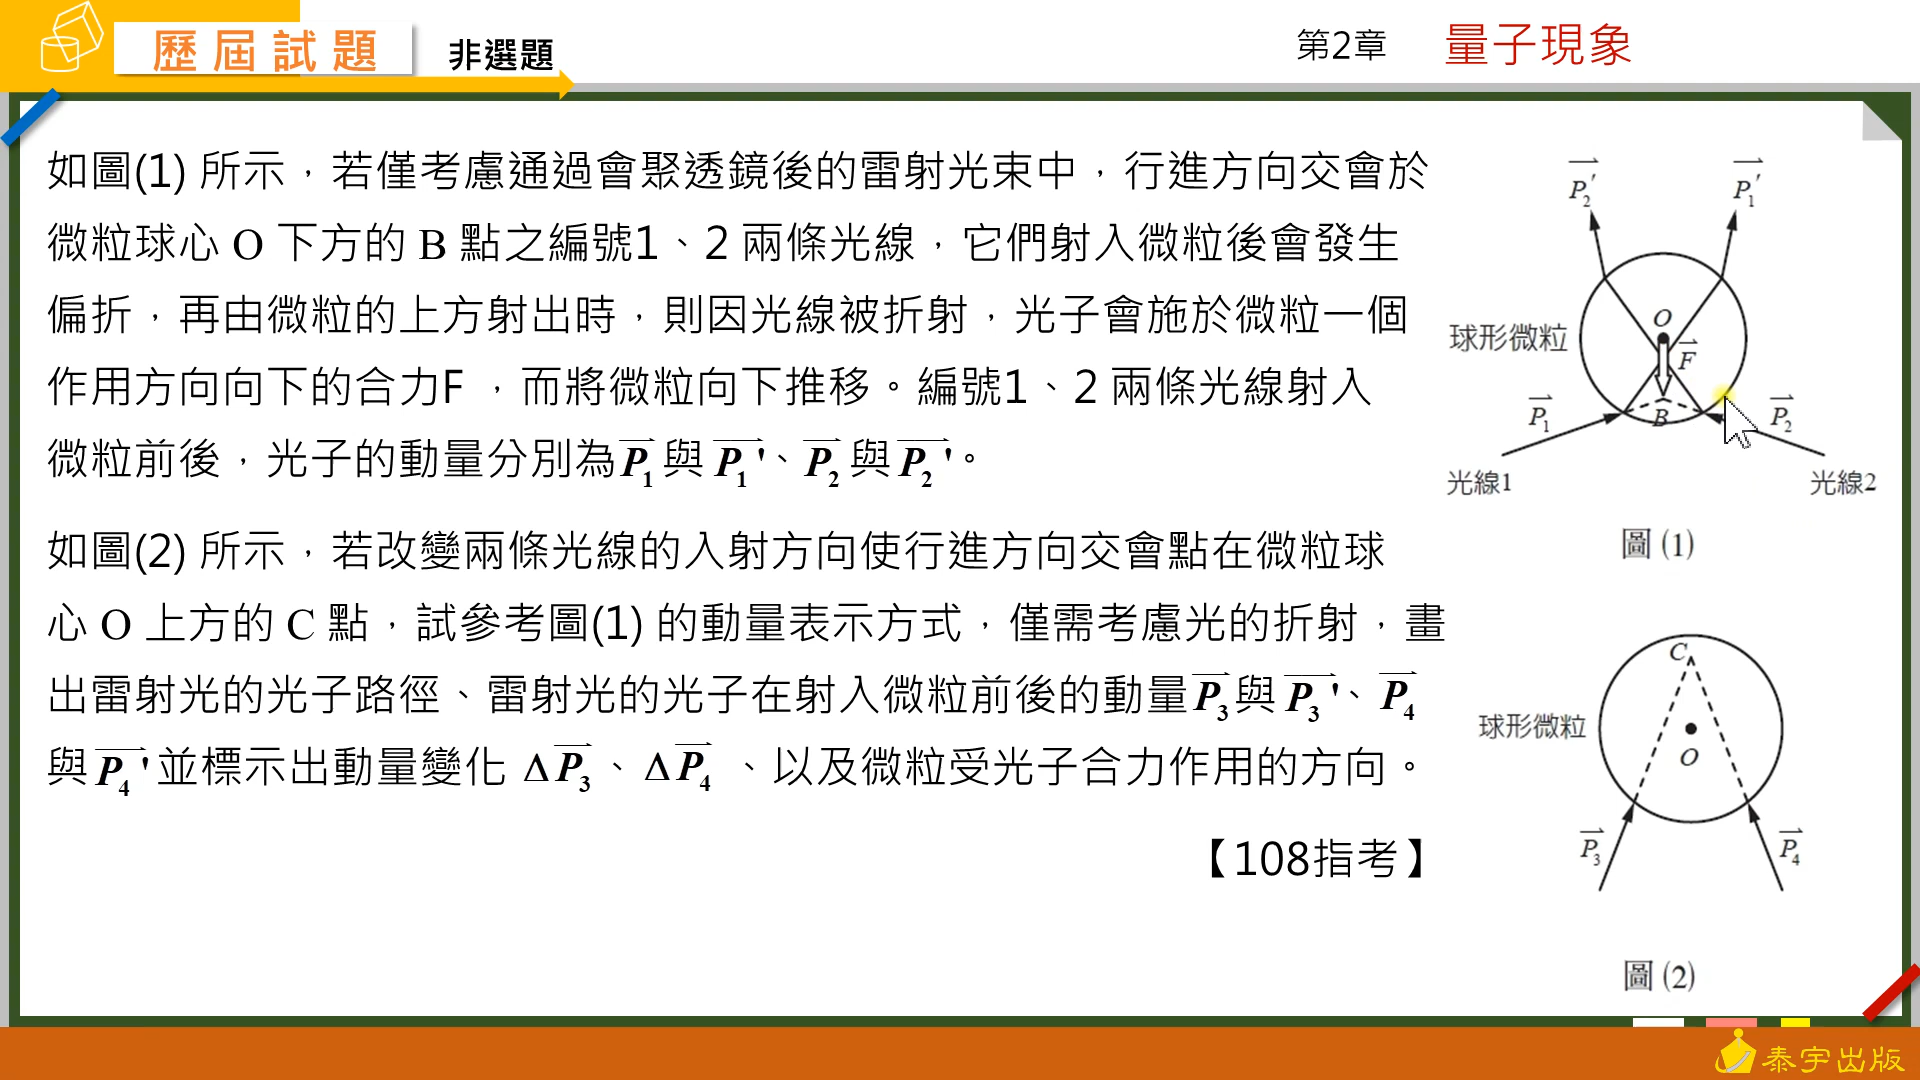 歷屆試題
非選題
第2章
量子現象
如圖(1) 所示，若僅考慮通過會聚透鏡後的雷射光束中，行進方向交會於
微粒球心 O 下方的 B 點之編號1、2 兩條光線，它們射入微粒後會發生
偏折，再由微粒的上方射出時，則因光線被折射，光子會施於微粒一個
作用方向向下的合力F ，而將微粒向下推移。編號1、2 兩條光線射入
微粒前後，光子的動量分別為P₁與P₁'、P₂與P₂'。
如圖(2) 所示，若改變兩條光線的入射方向使行進方向交會點在微粒球
心 O 上方的 C 點，試參考圖(1) 的動量表示方式，僅需考慮光的折射，畫
出雷射光的光子路徑、雷射光的光子在射入微粒前後的動量P₃與P₃'、P₄
與P₄'並標示出動量變化 ΔP₃、ΔP₄ 、以及微粒受光子合力作用的方向。
【108指考】
P₂'
P₁'
O
球形微粒
F
P₁
B
P₂
光線1
光線2
圖 (1)
C
球形微粒
O
P₃
P₄
圖 (2)
泰宇出版